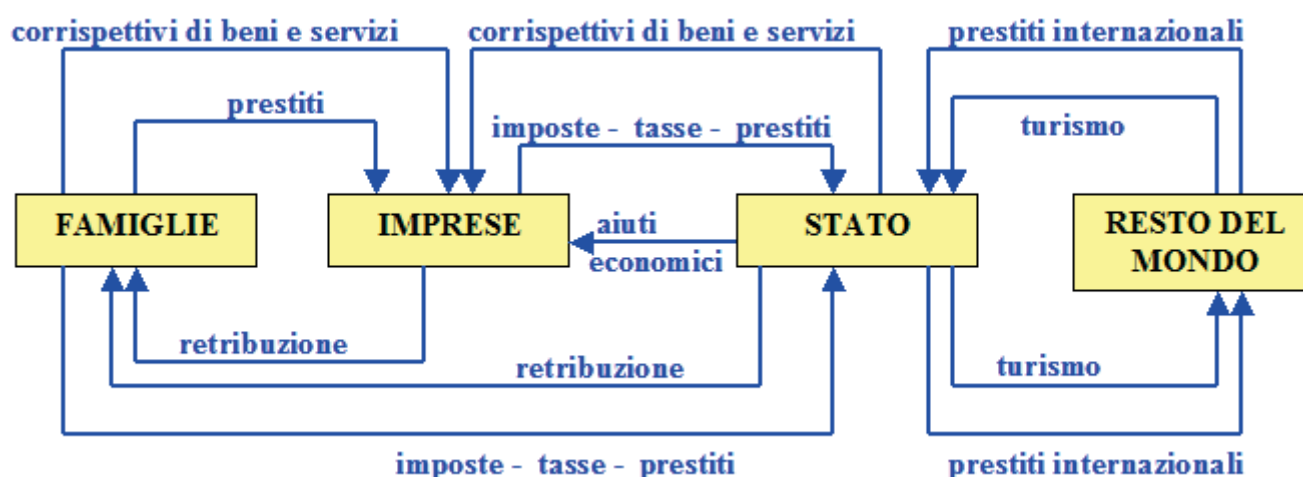 corrispettivi di beni e servizi corrispettivi di beni e servizi prestiti internazionali
prestiti
imposte - tasse - prestiti
turismo
FAMIGLIE
IMPRESE
aiuti
economici
STATO
RESTO DEL
MONDO
retribuzione
retribuzione
turismo
imposte - tasse - prestiti
prestiti internazionali